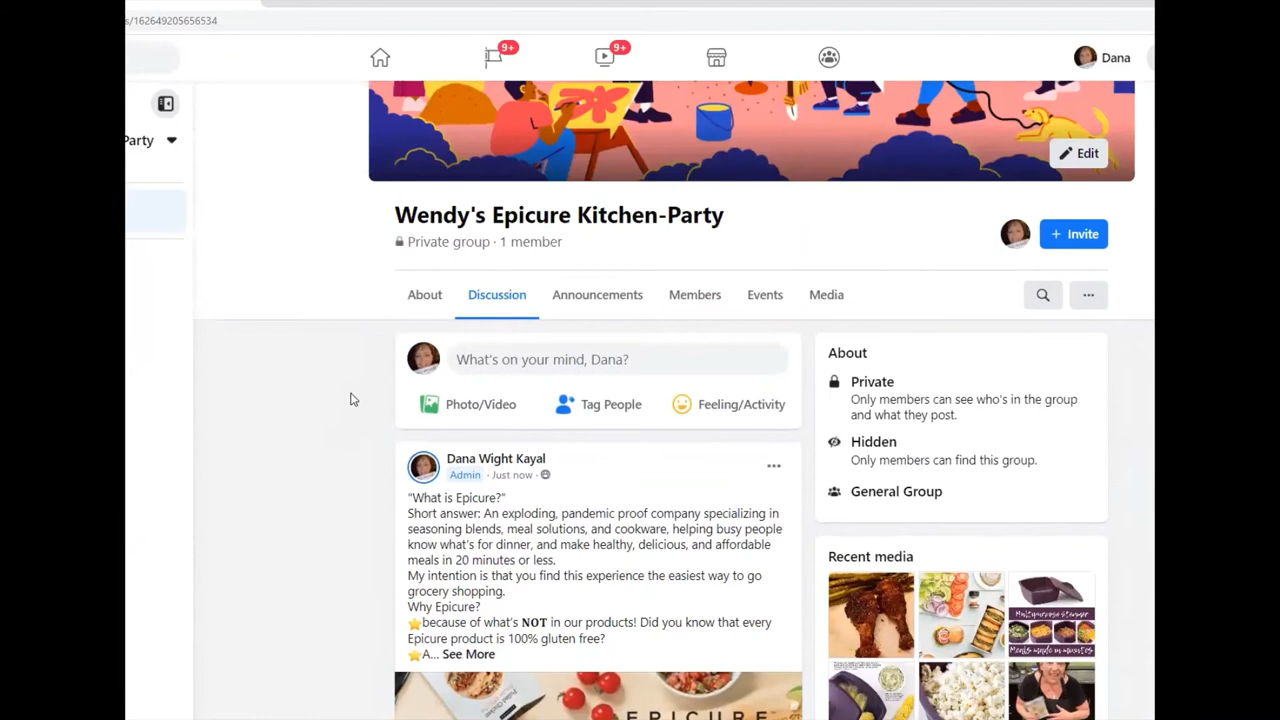 s/162649205656534
9+
9+
Dana
Party
Edit
Wendy's Epicure Kitchen-Party
Private group · 1 member
+ Invite
About
Discussion
Announcements
Members
Events
Media
What's on your mind, Dana?
Photo/Video
Tag People
Feeling/Activity
Dana Wight Kayal
Admin · Just now ·
"What is Epicure?"
Short answer: An exploding, pandemic proof company specializing in
seasoning blends, meal solutions, and cookware, helping busy people
know what's for dinner, and make healthy, delicious, and affordable
meals in 20 minutes or less.
My intention is that you find this experience the easiest way to go
grocery shopping.
Why Epicure?
⭐because of what's NOT in our products! Did you know that every
Epicure product is 100% gluten free?
⭐A... See More
EPICURE
About
Private
Only members can see who's in the group
and what they post.
Hidden
Only members can find this group.
General Group
Recent media
Multipurpose steamer
Meals made in minutes